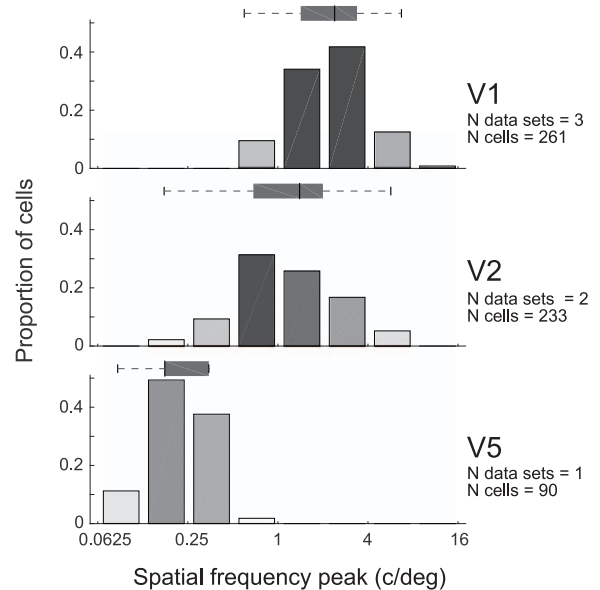 0.4
0.2
0
V1
N data sets = 3
N cells = 261
0.4
0.2
0
V2
N data sets = 2
N cells = 233
Proportion of cells
0.4
0.2
0
V5
N data sets = 1
N cells = 90
0.0625 0.25 1 4 16
Spatial frequency peak (c/deg)